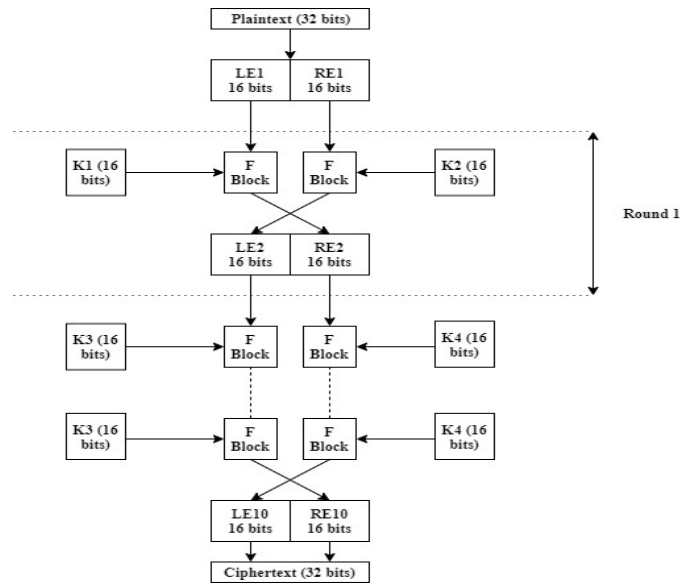 Plaintext (32 bits)
LE1 RE1
16 bits 16 bits
K1 (16 bits)
F Block
F Block
K2 (16 bits)
Round 1
LE2 RE2
16 bits 16 bits
K3 (16 bits)
F Block
F Block
K4 (16 bits)
K3 (16 bits)
F Block
F Block
K4 (16 bits)
LE10 RE10
16 bits 16 bits
Ciphertext (32 bits)